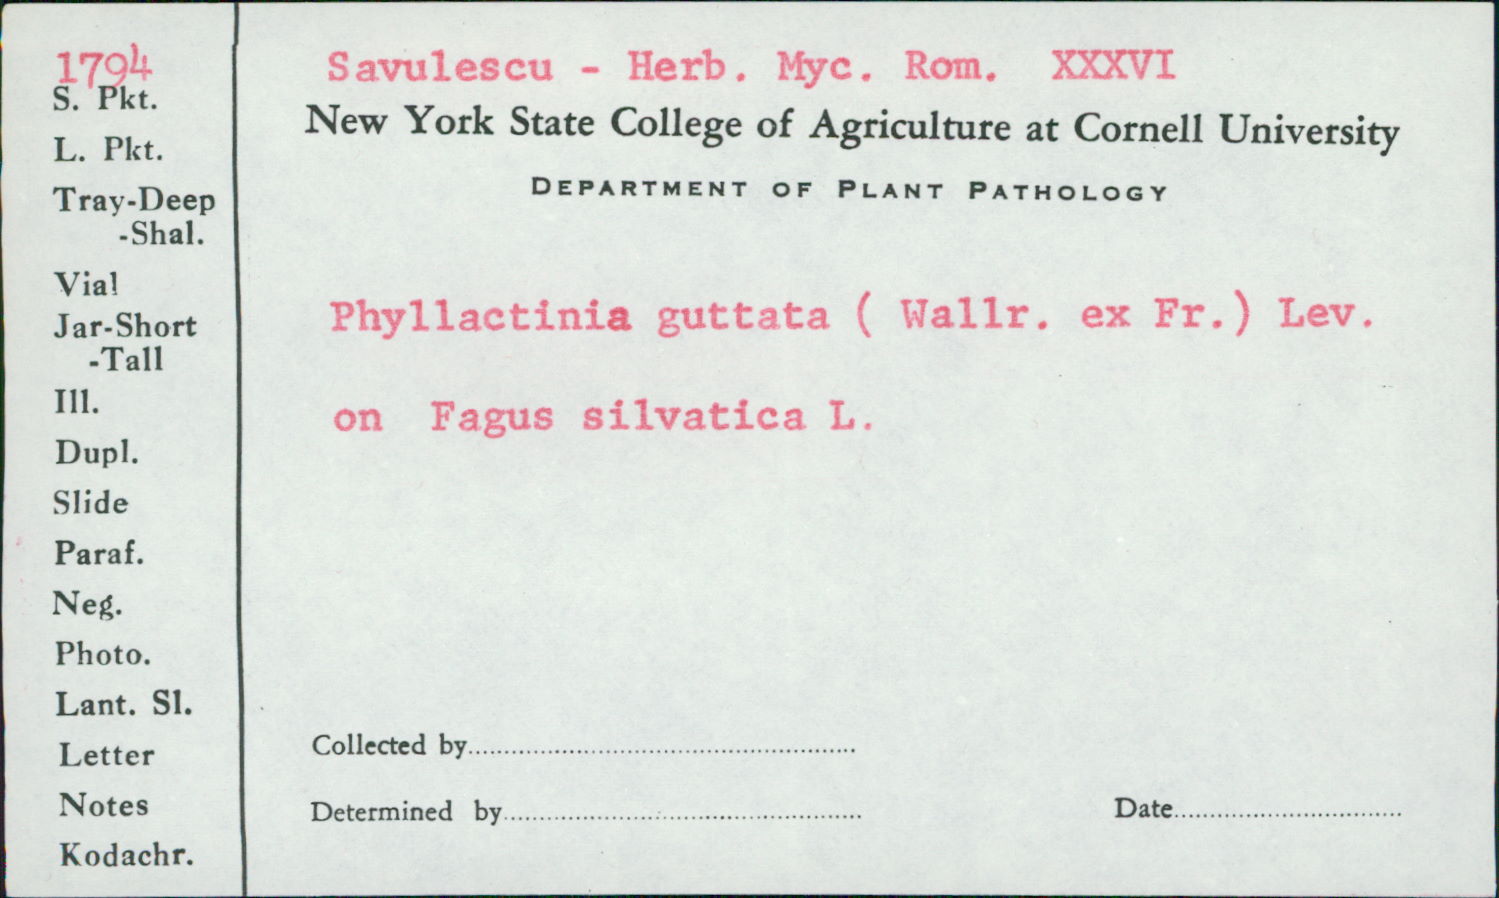 1794
S. Pkt.
L. Pkt.
Tray-Deep
-Shal.
Vial
Jar-Short
-Tall
Ill.
Dupl.
Slide
Paraf.
Neg.
Photo.
Lant. Sl.
Letter
Notes
Kodachr.
Savulescu - Herb. Myc. Rom. XXXVI
New York State College of Agriculture at Cornell University
DEPARTMENT OF PLANT PATHOLOGY
Phyllactinia guttata ( Wallr. ex Fr.) Lev.
on Fagus silvatica L.
Collected by
Determined by
Date